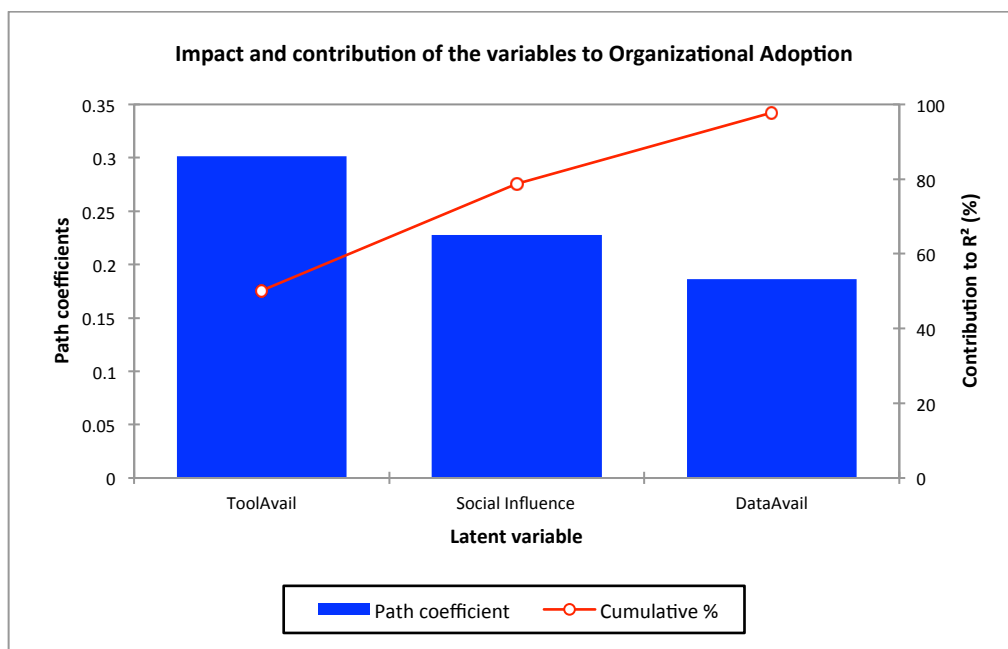 Impact and contribution of the variables to Organizational Adoption
0.35
0.3
0.25
0.2
0.15
0.1
0.05
0
Path coefficients
100
80
60
40
20
0
Contribution to R² (%)
ToolAvail
Social Influence
DataAvail
Latent variable
Path coefficient
Cumulative %